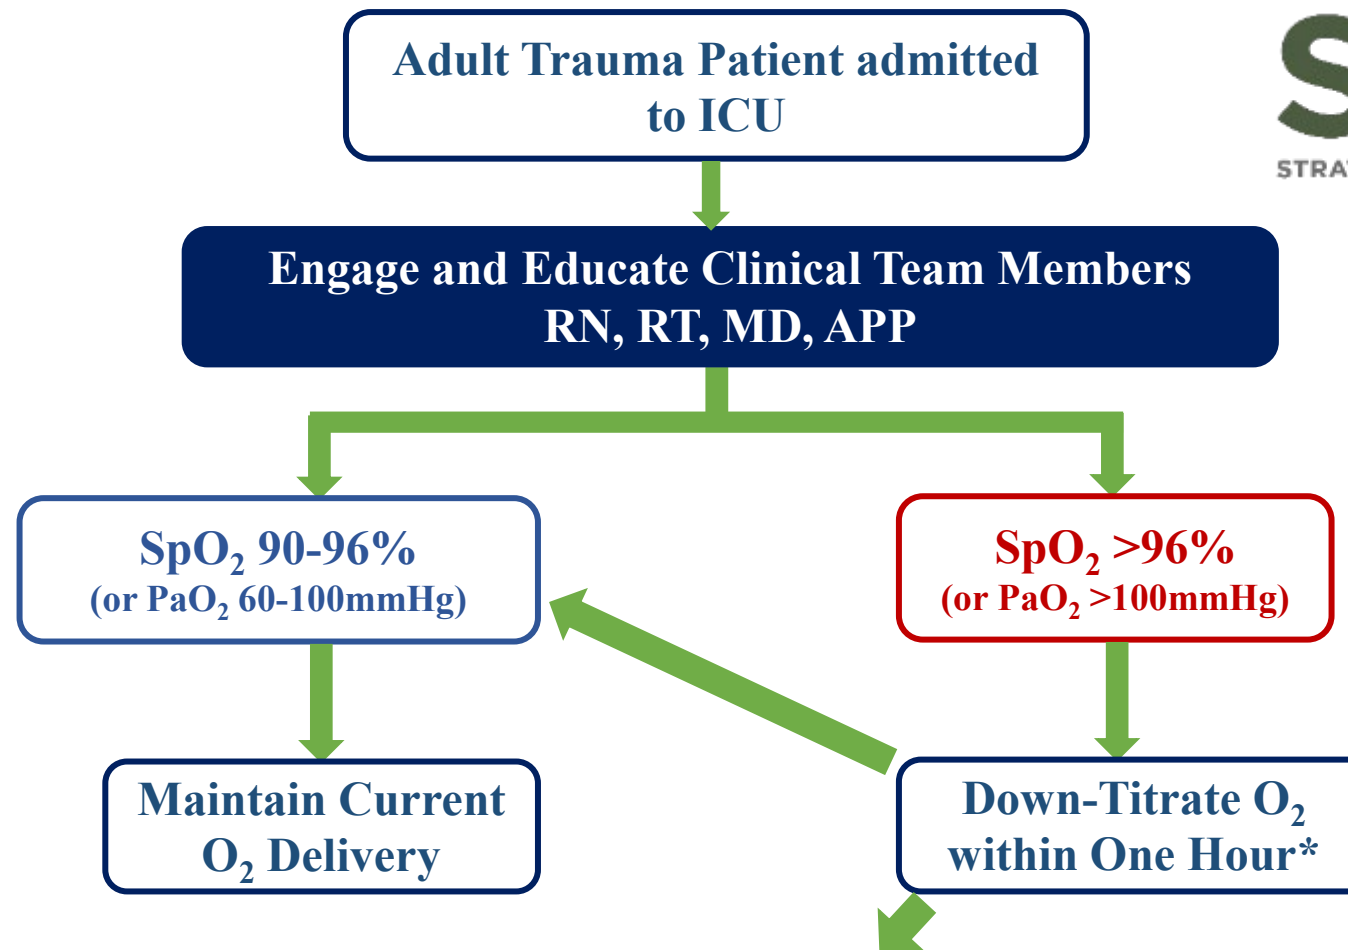 Adult Trauma Patient admitted
to ICU
S
STRA
Engage and Educate Clinical Team Members
RN, RT, MD, APP
SpO₂ 90-96%
(or PaO₂ 60-100mmHg)
SpO₂ >96%
(or PaO₂ >100mmHg)
Maintain Current
O₂ Delivery
Down-Titrate O₂
within One Hour*